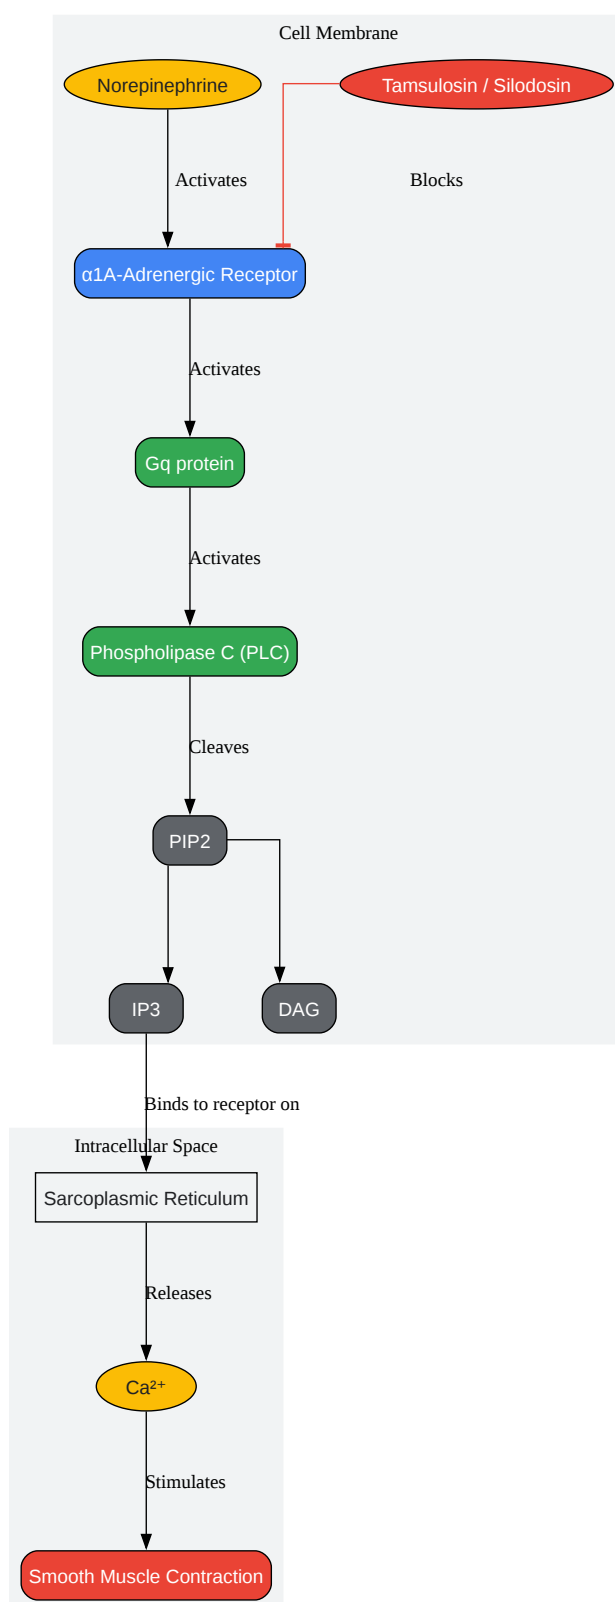 Cell Membrane
Norepinephrine
Tamsulosin / Silodosin
Activates
Blocks
α1A-Adrenergic Receptor
Activates
Gq protein
Activates
Phospholipase C (PLC)
Cleaves
PIP2
IP3
DAG
Binds to receptor on
Intracellular Space
Sarcoplasmic Reticulum
Releases
Ca²⁺
Stimulates
Smooth Muscle Contraction